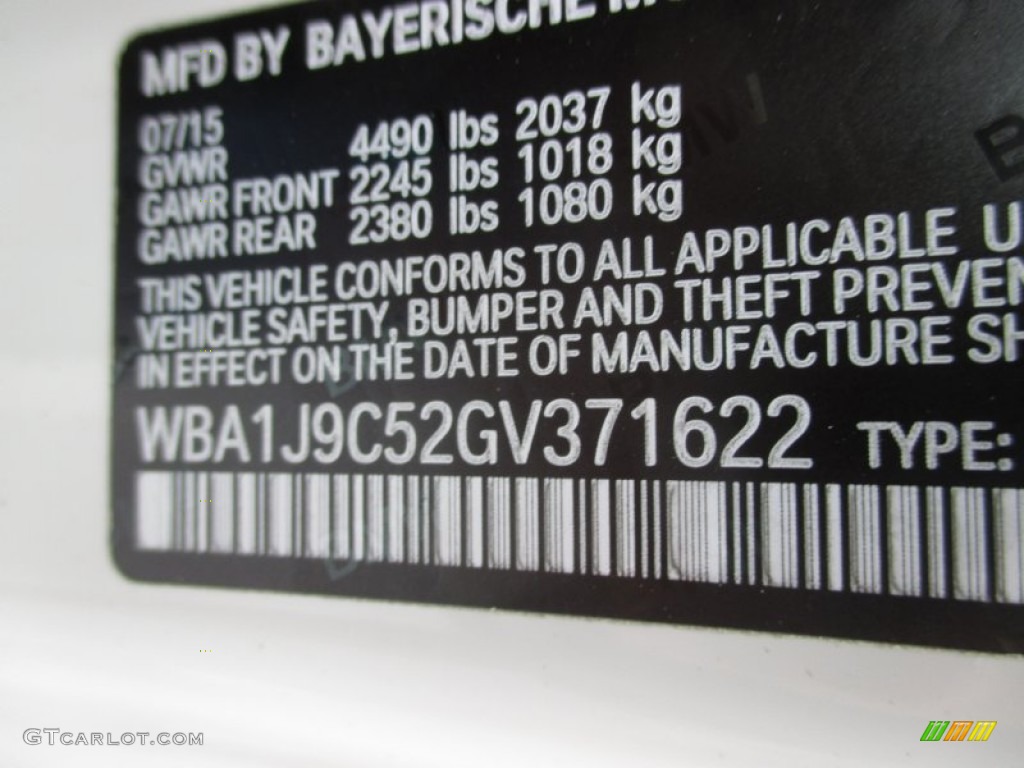 MFD BY BAYERISCHE
07/15
GVWR 4490 lbs 2037 kg
GAWR FRONT 2245 lbs 1018 kg
GAWR REAR 2380 lbs 1080 kg
THIS VEHICLE CONFORMS TO ALL APPLICABLE U
VEHICLE SAFETY, BUMPER AND THEFT PREVEN
IN EFFECT ON THE DATE OF MANUFACTURE SH
WBA1J9C52GV371622 TYPE:
GTCARLOT.COM